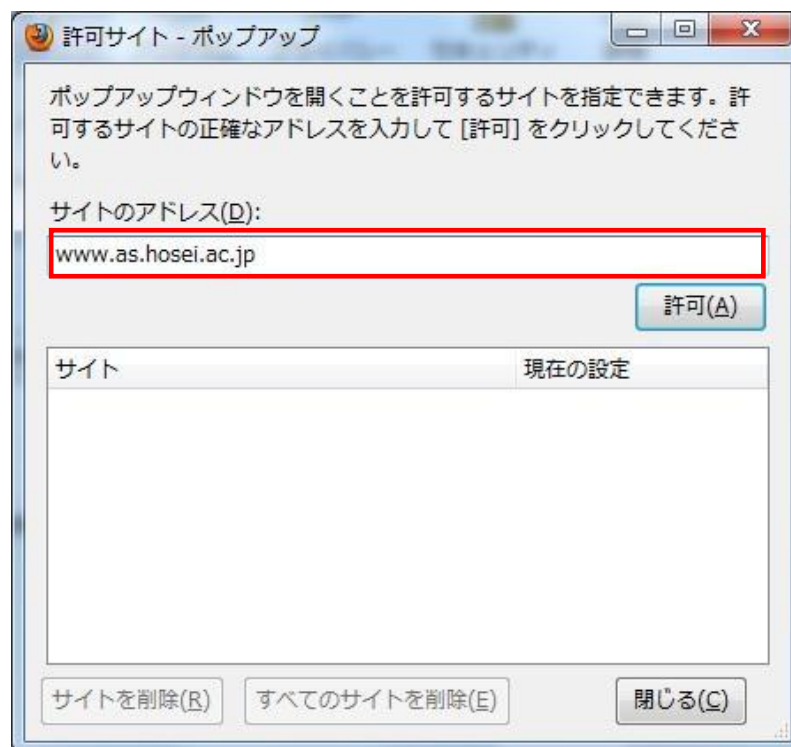 許可サイト - ポップアップ
ポップアップウィンドウを開くことを許可するサイトを指定できます。許
可するサイトの正確なアドレスを入力して [許可] をクリックしてくださ
い。
サイトのアドレス(D):
www.as.hosei.ac.jp
許可(A)
サイト 現在の設定
サイトを削除(R) すべてのサイトを削除(E) 閉じる(C)